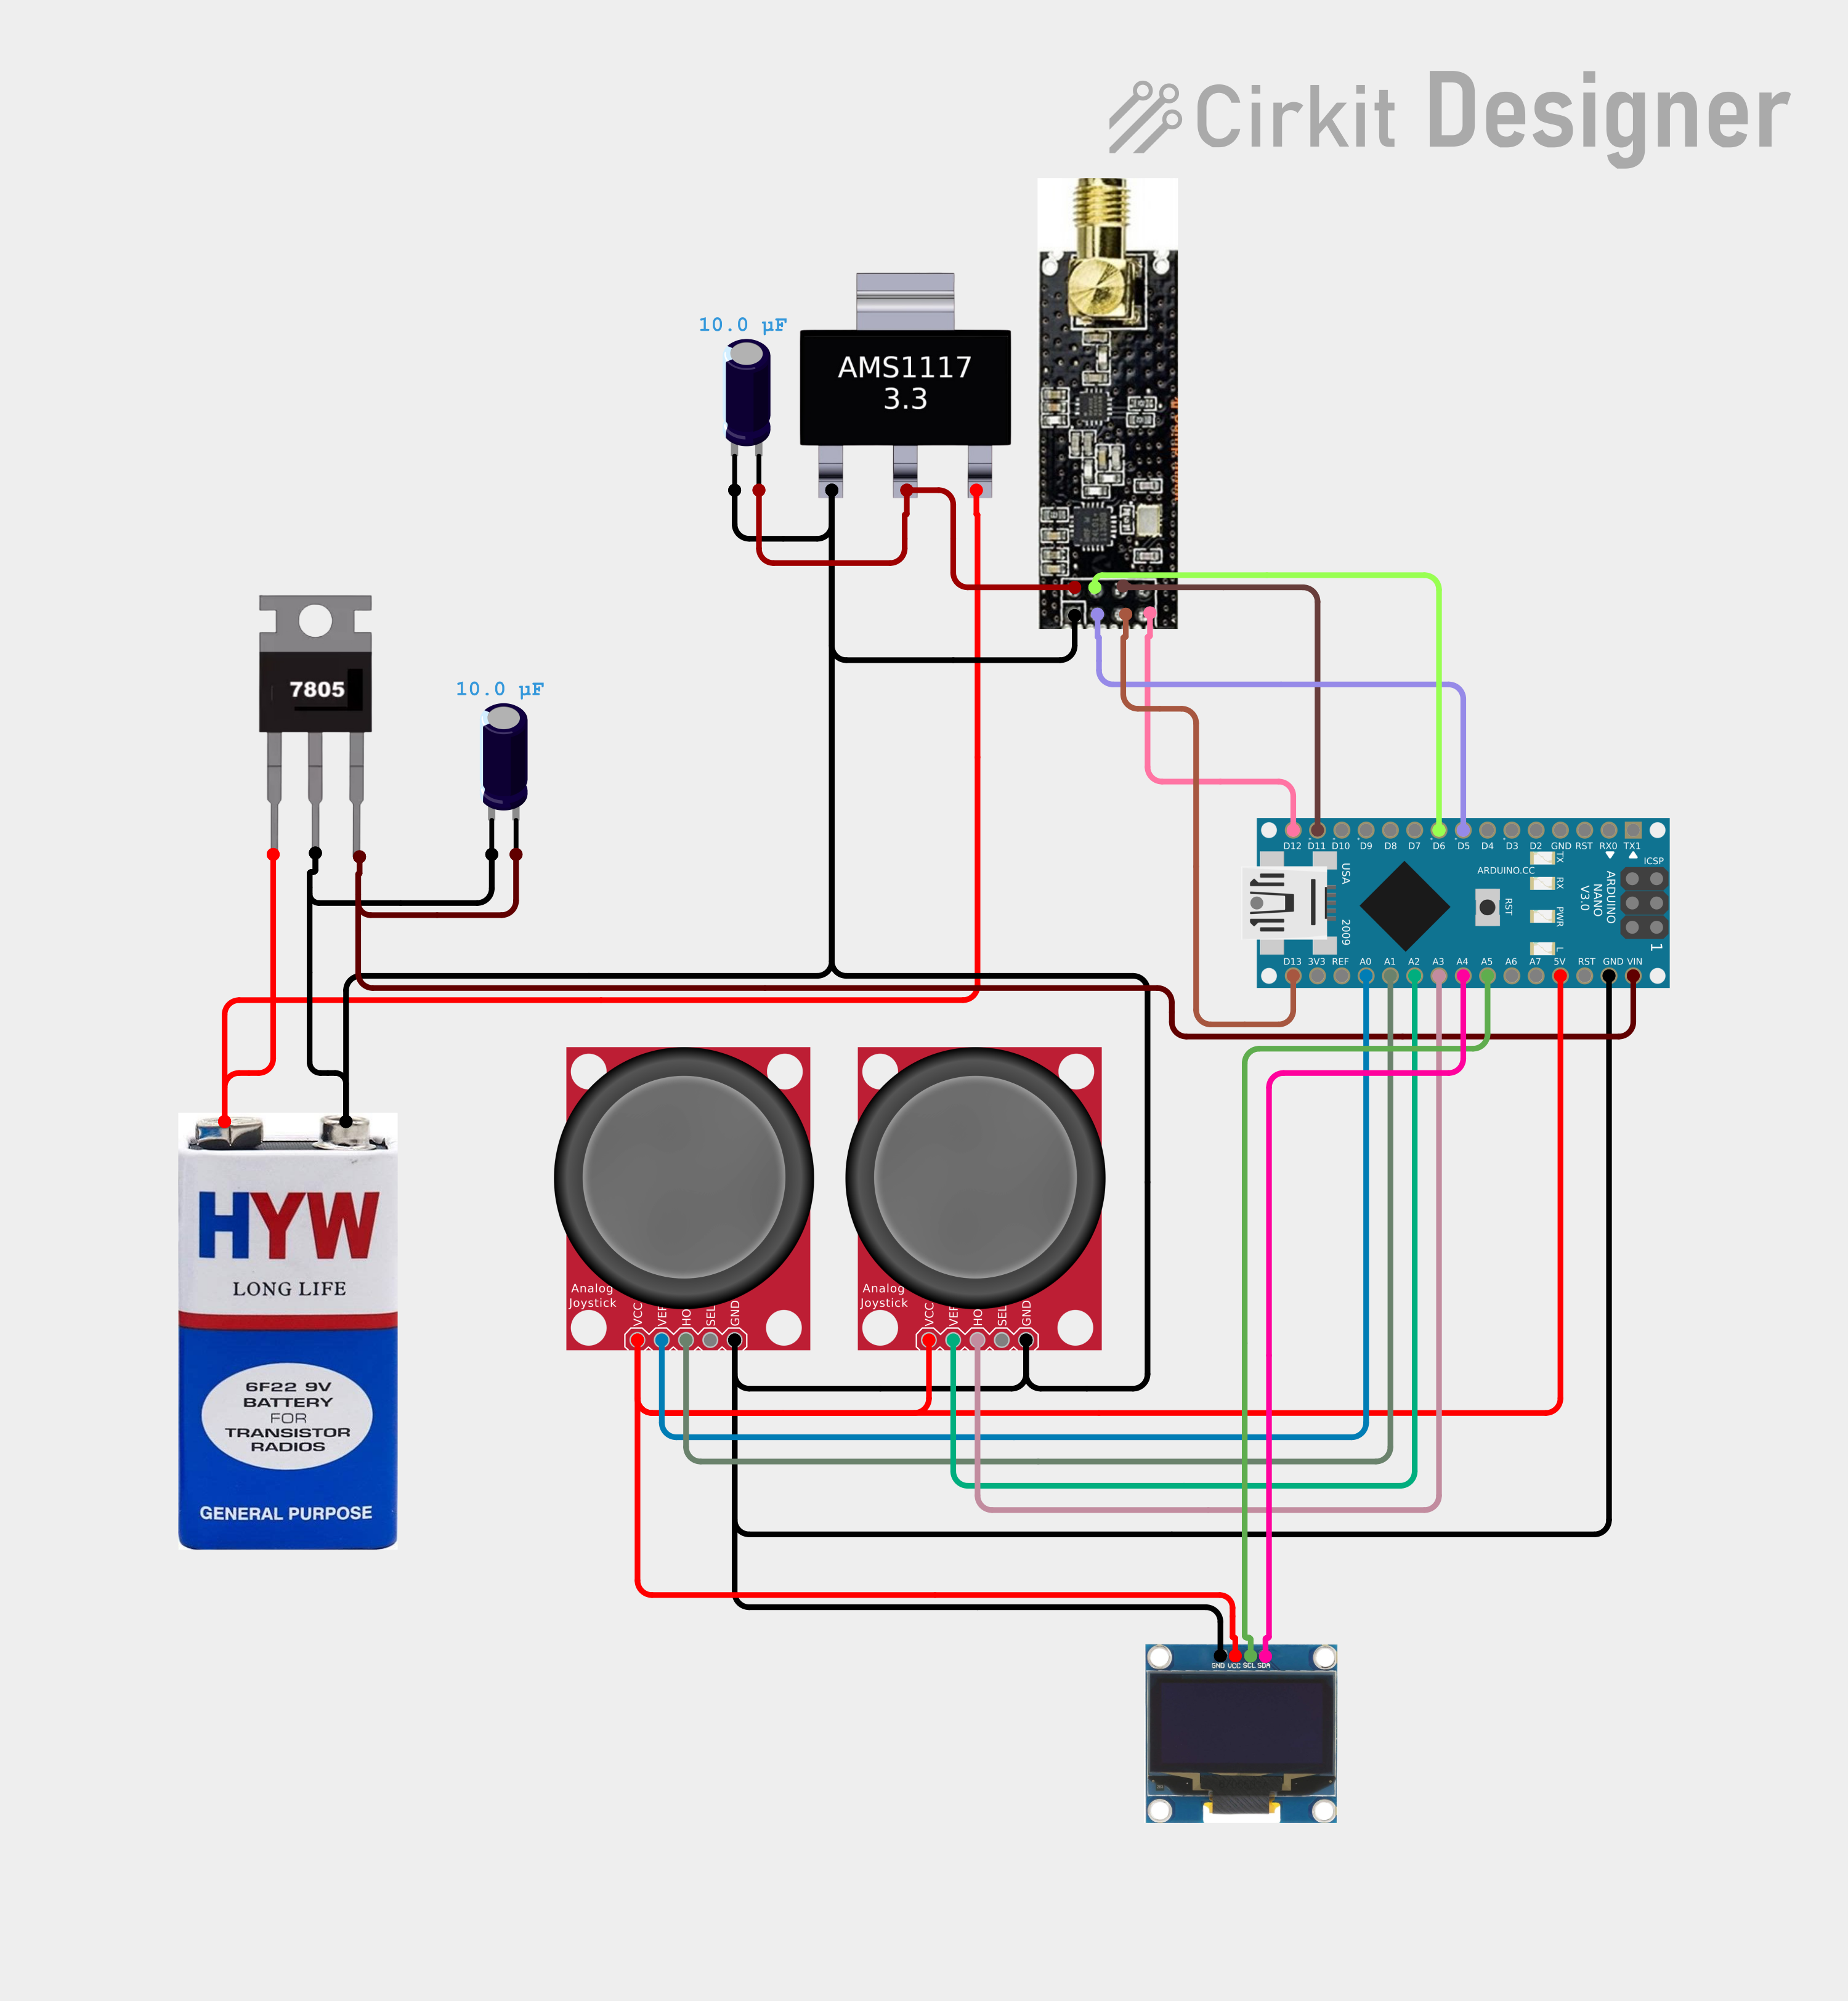 Cirkit Designer
10.0 µF
AMS1117
3.3
7805
10.0 µF
D12 D11 D10 D9 D8 D7 D6 D5 D4 D3 D2 GND RST RX0 TX1
USA
2009
ARDUINO.CC
RST
TX
RX
PWR
L
ICSP
ARDUINO
NANO
V3.0
1
D13 3V3 REF A0 A1 A2 A3 A4 A5 A6 A7 5V RST GND VIN
HYW
LONG LIFE
6F22 9V
BATTERY
FOR
TRANSISTOR
RADIOS
GENERAL PURPOSE
Analog
Joystick
VCC
VER
HO
SEL
GND
Analog
Joystick
VCC
VER
HO
SEL
GND
GND VCC SCL SDA